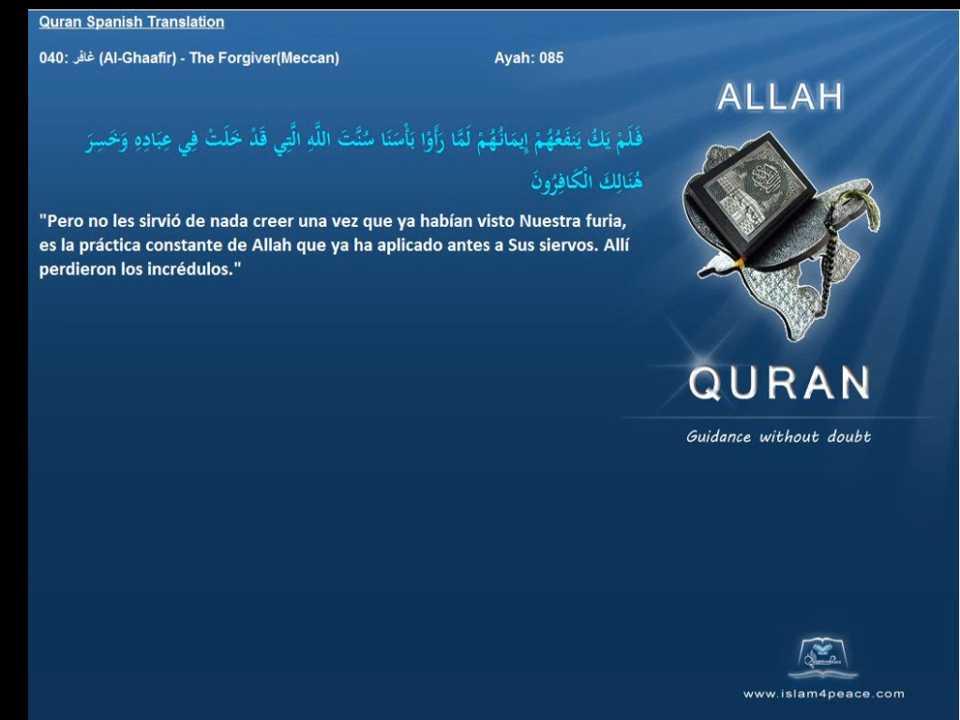 Quran Spanish Translation
040: غافر (Al-Ghaafir) - The Forgiver(Meccan) Ayah: 085
فَلَمْ يَكُ يَنفَعُهُمْ إِيمَانُهُمْ لَمَّا رَأَوْا بَأْسَنَا سُنَّتَ اللَّهِ الَّتِي قَدْ خَلَتْ فِي عِبَادِهِ وَخَسِرَ
هُنَالِكَ الْكَافِرُونَ
"Pero no les sirvió de nada creer una vez que ya habían visto Nuestra furia,
es la práctica constante de Allah que ya ha aplicado antes a Sus siervos. Allí
perdieron los incrédulos."
ALLAH
QURAN
Guidance without doubt
www.islam4peace.com